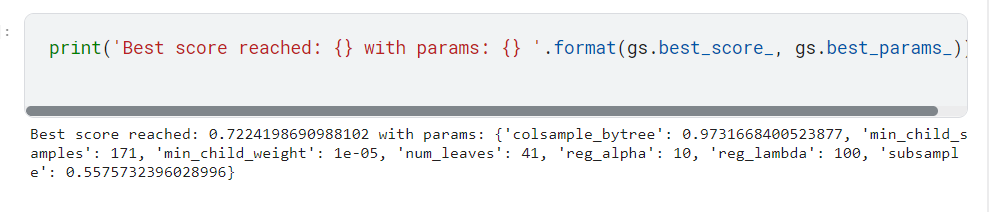 :
print('Best score reached: {} with params: {} '.format(gs.best_score_, gs.best_params_))
Best score reached: 0.7224198690988102 with params: {'colsample_bytree': 0.9731668400523877, 'min_child_s
amples': 171, 'min_child_weight': 1e-05, 'num_leaves': 41, 'reg_alpha': 10, 'reg_lambda': 100, 'subsampl
e': 0.5575732396028996}